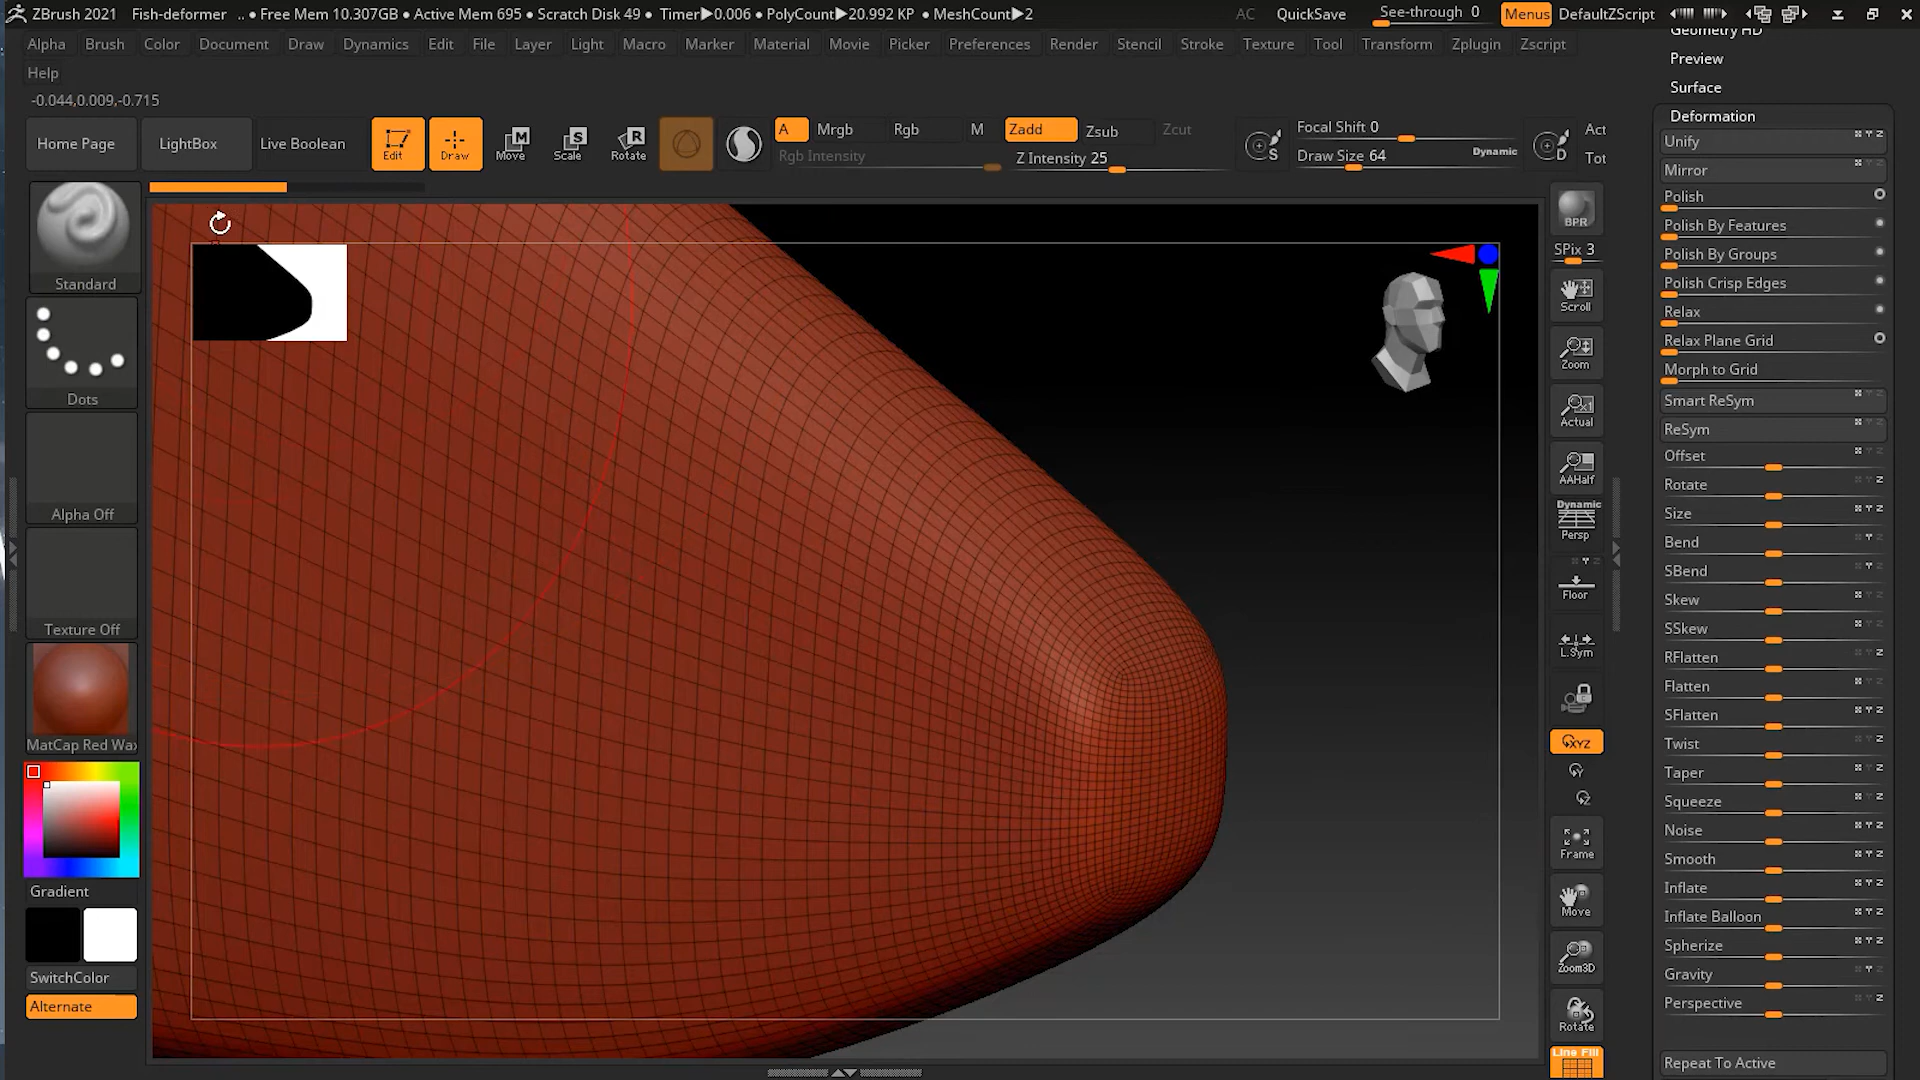 ZBrush 2021 Fish-deformer .. • Free Mem 10.307GB • Active Mem 695 • Scratch Disk 49 • Timer▶0.006 • PolyCount▶20.992 KP • MeshCount▶2 AC QuickSave See-through 0 Menus DefaultZScript
Alpha Brush Color Document Draw Dynamics Edit File Layer Light Macro Marker Material Movie Picker Preferences Render Stencil Stroke Texture Tool Transform Zplugin Zscript
Help
-0.044,0.009,-0.715
Home Page LightBox Live Boolean Edit Draw Move Scale Rotate A Mrgb Rgb M Zadd Zsub Zcut Focal Shift 0 Act
Rgb Intensity Z Intensity 25 S Draw Size 64 Dynamic D Tot
M
S
R
Standard
Dots
Alpha Off
Texture Off
MatCap Red Wax
Gradient
SwitchColor
Alternate
BPR
SPix 3
Scroll
Zoom
Actual
AAHalf
Dynamic
Persp
Floor
L.Sym
XYZ
Y
Z
Frame
Move
Zoom3D
Rotate
Line Fill
Geometry HD
Preview
Surface
Deformation
Unify
Mirror
Polish
Polish By Features
Polish By Groups
Polish Crisp Edges
Relax
Relax Plane Grid
Morph to Grid
Smart ReSym
ReSym
Offset
Rotate
Size
Bend
SBend
Skew
SSkew
RFlatten
Flatten
SFlatten
Twist
Taper
Squeeze
Noise
Smooth
Inflate
Inflate Balloon
Spherize
Gravity
Perspective
Repeat To Active